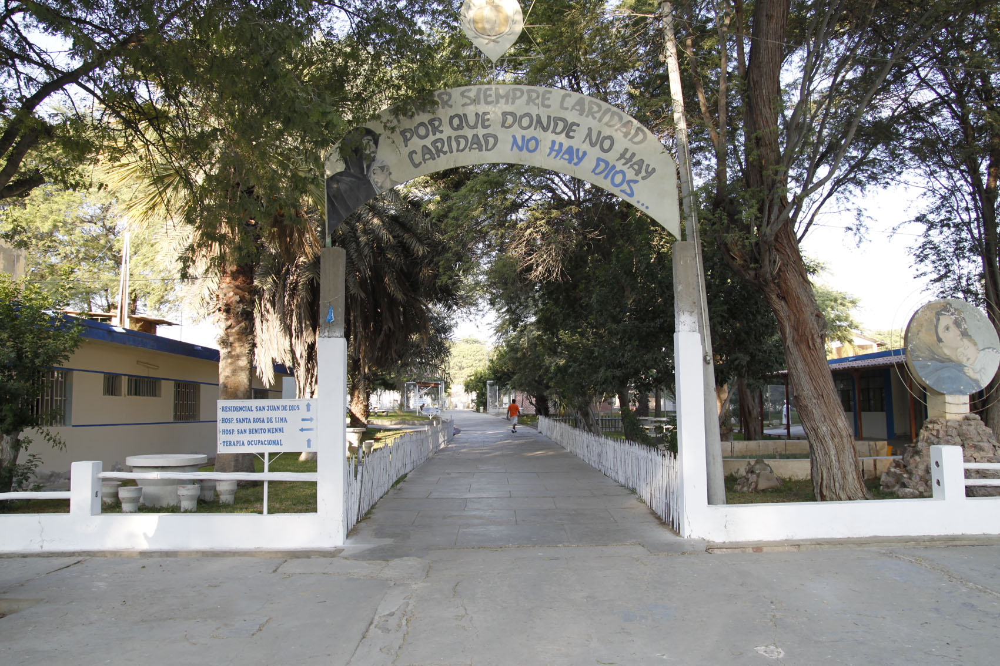 TENER SIEMPRE CARIDAD
POR QUE DONDE NO HAY
CARIDAD NO HAY DIOS...
-RESIDENCIAL SAN JUAN DE DIOS ↑
-HOSP. SANTA ROSA DE LIMA →
-HOSP. SAN BENITO MENNI ←
-TERAPIA OCUPACIONAL ↑